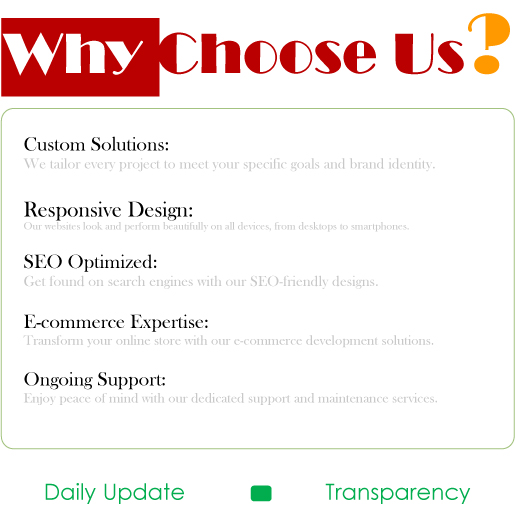 Why Choose Us?
Custom Solutions:
We tailor every project to meet your specific goals and brand identity.
Responsive Design:
Our websites look and perform beautifully on all devices, from desktops to smartphones.
SEO Optimized:
Get found on search engines with our SEO-friendly designs.
E-commerce Expertise:
Transform your online store with our e-commerce development solutions.
Ongoing Support:
Enjoy peace of mind with our dedicated support and maintenance services.
Daily Update Transparency